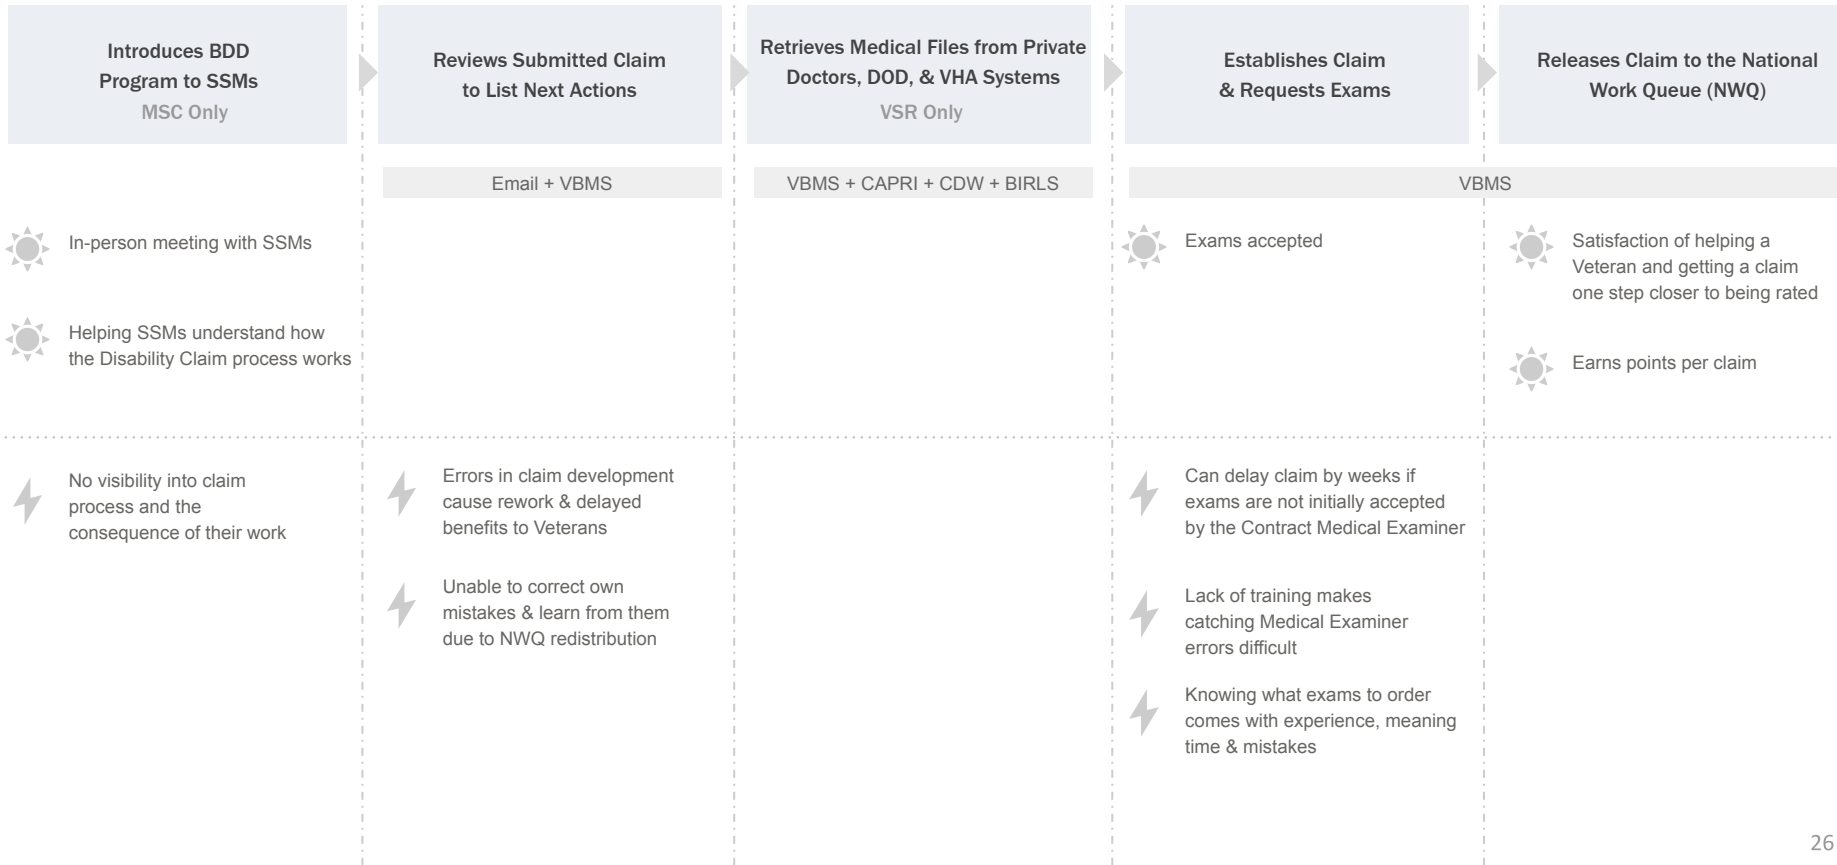 Introduces BDD
Program to SSMs
MSC Only
Reviews Submitted Claim
to List Next Actions
Retrieves Medical Files from Private
Doctors, DOD, & VHA Systems
VSR Only
Establishes Claim
& Requests Exams
Releases Claim to the National
Work Queue (NWQ)
Email + VBMS
VBMS + CAPRI + CDW + BIRLS
VBMS
In-person meeting with SSMs
Helping SSMs understand how
the Disability Claim process works
Exams accepted
Satisfaction of helping a
Veteran and getting a claim
one step closer to being rated
Earns points per claim
No visibility into claim
process and the
consequence of their work
Errors in claim development
cause rework & delayed
benefits to Veterans
Unable to correct own
mistakes & learn from them
due to NWQ redistribution
Can delay claim by weeks if
exams are not initially accepted
by the Contract Medical Examiner
Lack of training makes
catching Medical Examiner
errors difficult
Knowing what exams to order
comes with experience, meaning
time & mistakes
26